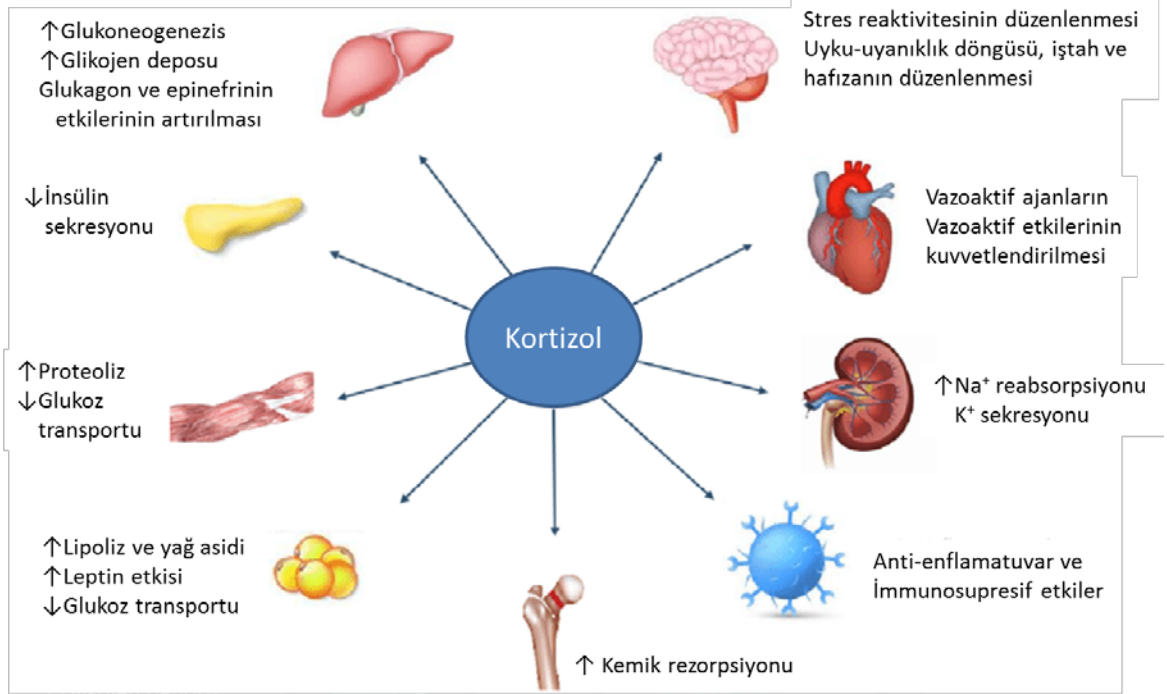 ↑Glukoneogenezis
↑Glikojen deposu
Glukagon ve epinefrinin
etkilerinin artırılması
Stres reaktivitesinin düzenlenmesi
Uyku-uyanıklık döngüsü, iştah ve
hafızanın düzenlenmesi
↓İnsülin
sekresyonu
Vazoaktif ajanların
Vazoaktif etkilerinin
kuvvetlendirilmesi
Kortizol
↑Proteoliz
↓Glukoz
transportu
↑Na⁺ reabsorpsiyonu
K⁺ sekresyonu
↑Lipoliz ve yağ asidi
↑Leptin etkisi
↓Glukoz transportu
Anti-enflamatuvar ve
İmmunosupresif etkiler
↑ Kemik rezorpsiyonu